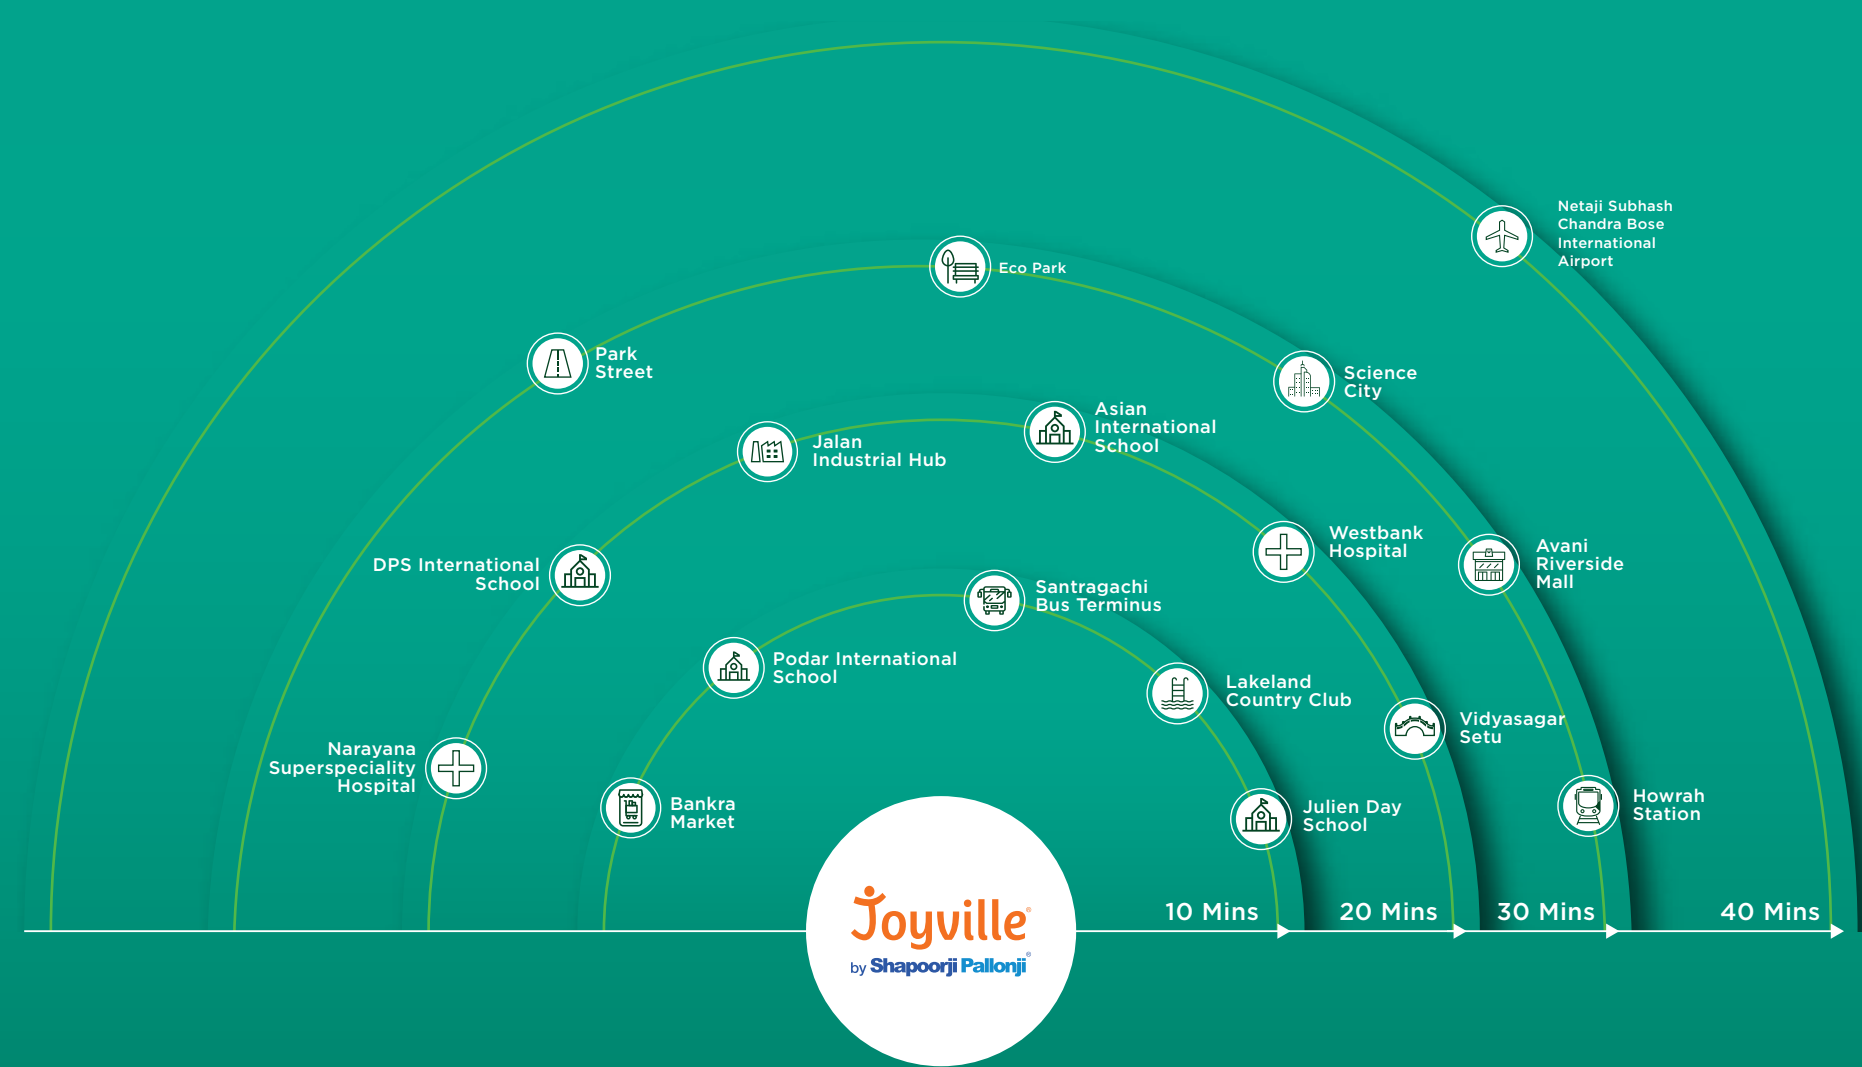 Netaji Subhash
Chandra Bose
International
Airport
Eco Park
Park
Street
Science
City
Asian
International
School
Jalan
Industrial Hub
Westbank
Hospital
Avani
Riverside
Mall
DPS International
School
Santragachi
Bus Terminus
Podar International
School
Lakeland
Country Club
Vidyasagar
Setu
Narayana
Superspeciality
Hospital
Bankra
Market
Julien Day
School
Howrah
Station
10 Mins
20 Mins
30 Mins
40 Mins
Joyville®
by Shapoorji Pallonji®